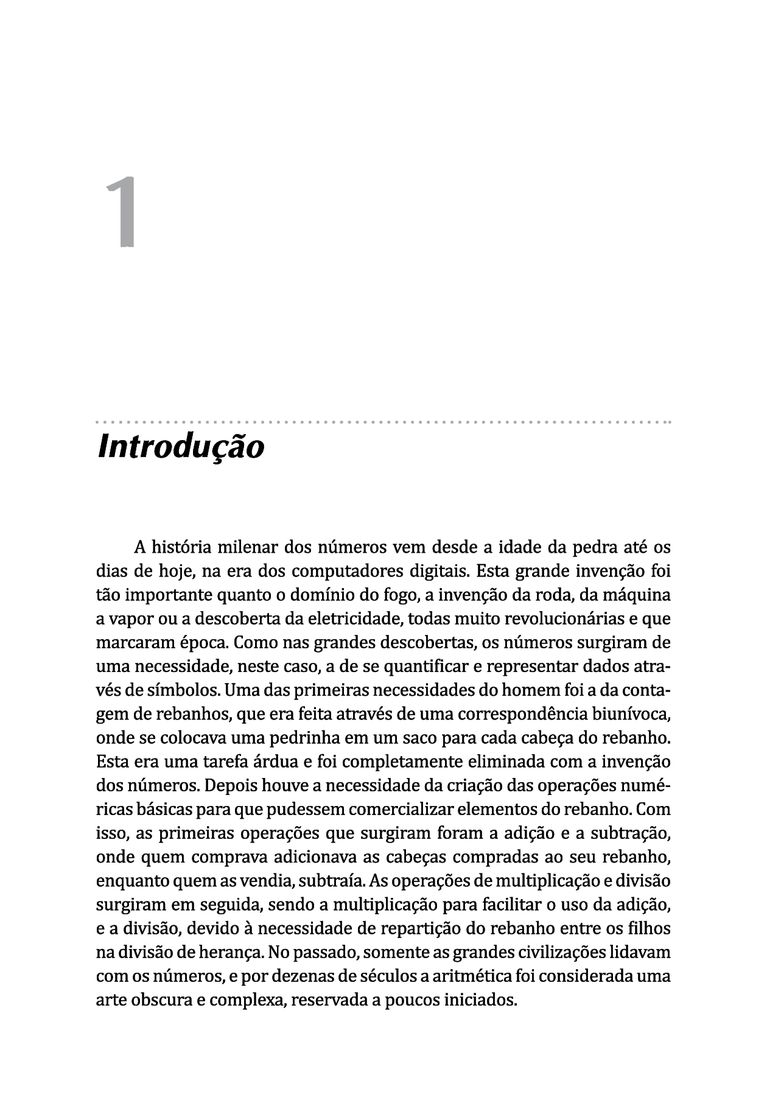 1
Introdução
A história milenar dos números vem desde a idade da pedra até os
dias de hoje, na era dos computadores digitais. Esta grande invenção foi
tão importante quanto o domínio do fogo, a invenção da roda, da máquina
a vapor ou a descoberta da eletricidade, todas muito revolucionárias e que
marcaram época. Como nas grandes descobertas, os números surgiram de
uma necessidade, neste caso, a de se quantificar e representar dados atra-
vés de símbolos. Uma das primeiras necessidades do homem foi a da conta-
gem de rebanhos, que era feita através de uma correspondência biunívoca,
onde se colocava uma pedrinha em um saco para cada cabeça do rebanho.
Esta era uma tarefa árdua e foi completamente eliminada com a invenção
dos números. Depois houve a necessidade da criação das operações numé-
ricas básicas para que pudessem comercializar elementos do rebanho. Com
isso, as primeiras operações que surgiram foram a adição e a subtração,
onde quem comprava adicionava as cabeças compradas ao seu rebanho,
enquanto quem as vendia, subtraía. As operações de multiplicação e divisão
surgiram em seguida, sendo a multiplicação para facilitar o uso da adição,
e a divisão, devido à necessidade de repartição do rebanho entre os filhos
na divisão de herança. No passado, somente as grandes civilizações lidavam
com os números, e por dezenas de séculos a aritmética foi considerada uma
arte obscura e complexa, reservada a poucos iniciados.